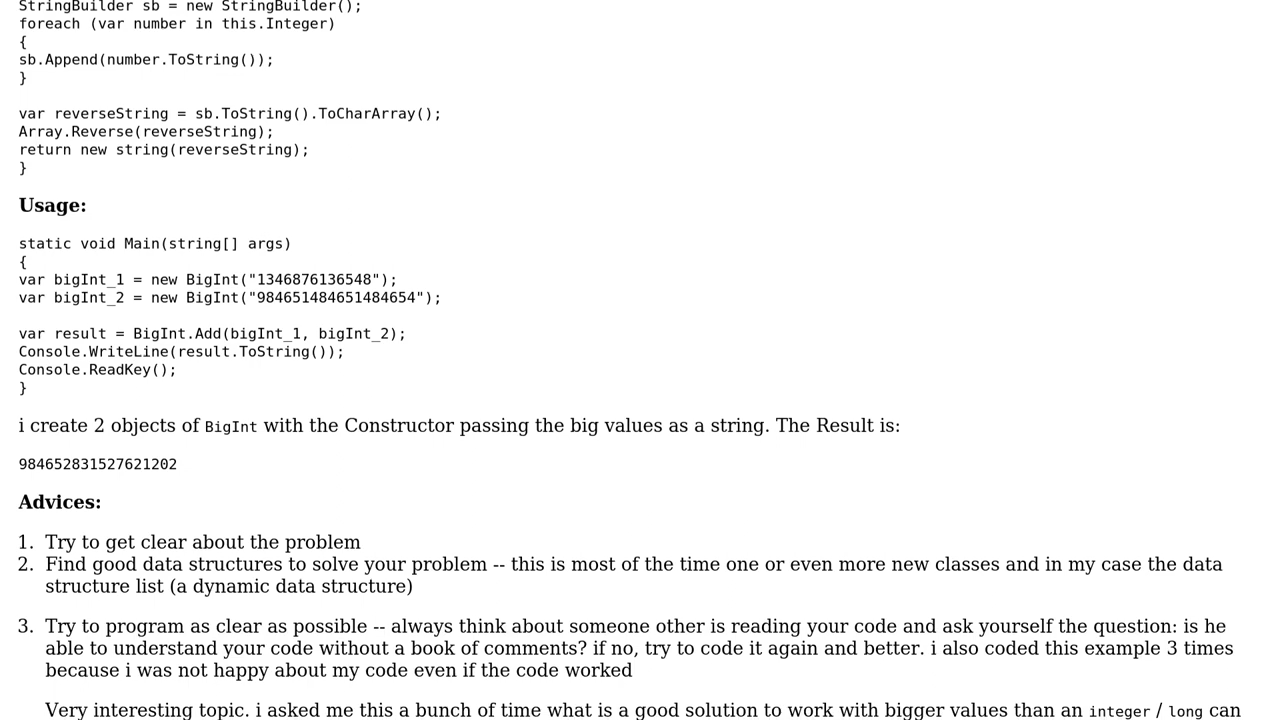 StringBuilder sb = new StringBuilder();
foreach (var number in this.Integer)
{
sb.Append(number.ToString());
}
var reverseString = sb.ToString().ToCharArray();
Array.Reverse(reverseString);
return new string(reverseString);
}
Usage:
static void Main(string[] args)
{
var bigInt_1 = new BigInt("1346876136548");
var bigInt_2 = new BigInt("984651484651484654");
var result = BigInt.Add(bigInt_1, bigInt_2);
Console.WriteLine(result.ToString());
Console.ReadKey();
}
i create 2 objects of BigInt with the Constructor passing the big values as a string. The Result is:
984652831527621202
Advices:
1. Try to get clear about the problem
2. Find good data structures to solve your problem -- this is most of the time one or even more new classes and in my case the data
structure list (a dynamic data structure)
3. Try to program as clear as possible -- always think about someone other is reading your code and ask yourself the question: is he
able to understand your code without a book of comments? if no, try to code it again and better. i also coded this example 3 times
because i was not happy about my code even if the code worked
Very interesting topic. i asked me this a bunch of time what is a good solution to work with bigger values than an integer / long can